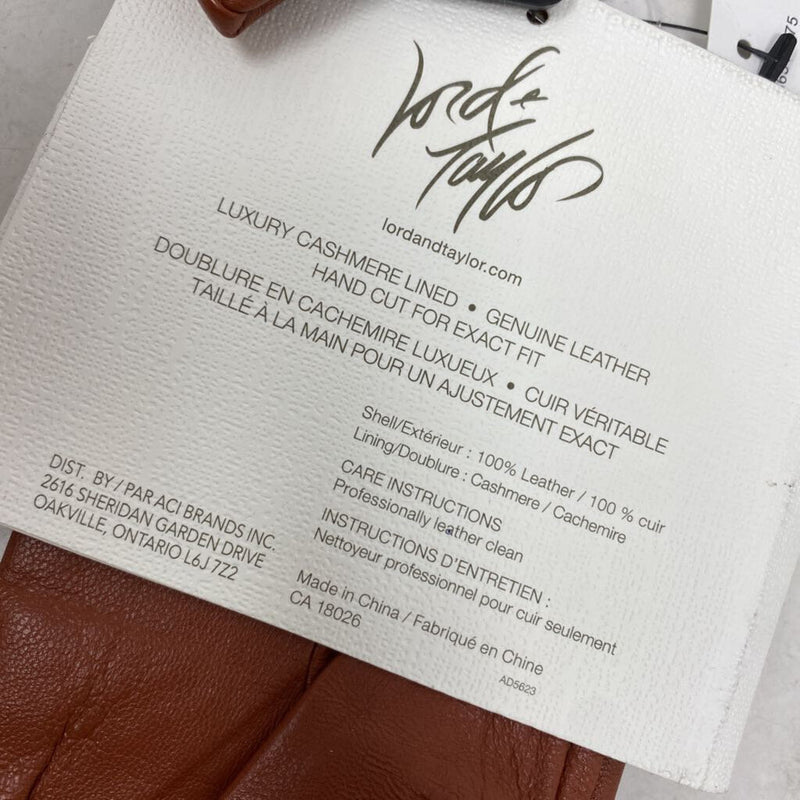 Lord & Taylor
lordandtaylor.com
LUXURY CASHMERE LINED • GENUINE LEATHER
HAND CUT FOR EXACT FIT
DOUBLURE EN CACHEMIRE LUXUEUX • CUIR VÉRITABLE
TAILLÉ À LA MAIN POUR UN AJUSTEMENT EXACT
Shell/Extérieur : 100% Leather / 100 % cuir
Lining/Doublure : Cashmere / Cachemire
CARE INSTRUCTIONS
Professionally leather clean
INSTRUCTIONS D'ENTRETIEN :
Nettoyeur professionnel pour cuir seulement
Made in China / Fabriqué en Chine
CA 18026
AD5623
DIST. BY / PAR ACI BRANDS INC.
2616 SHERIDAN GARDEN DRIVE
OAKVILLE, ONTARIO L6J 7Z2